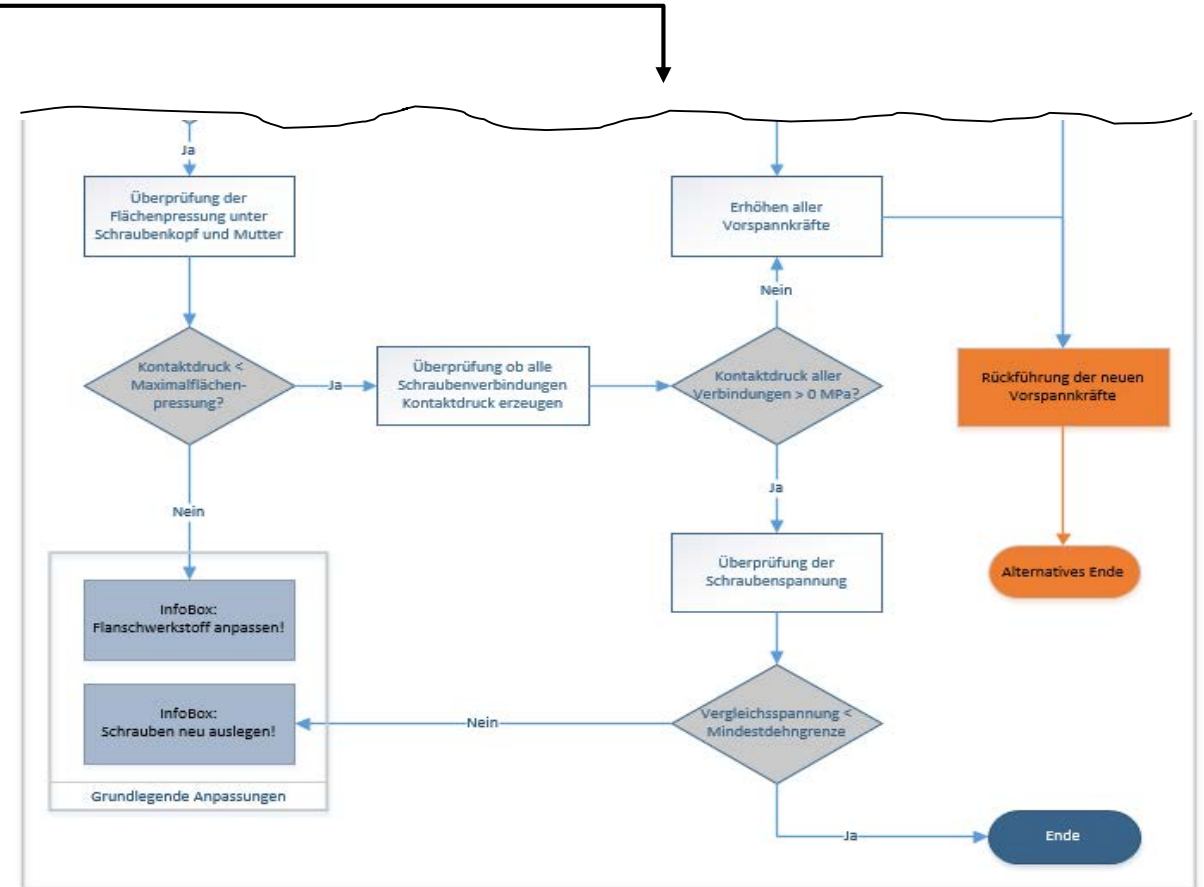 Ja
Überprüfung der
Flächenpressung unter
Schraubenkopf und Mutter
Erhöhen aller
Vorspannkräfte
Nein
Kontaktdruck <
Maximalflächen-
pressung?
Ja
Überprüfung ob alle
Schraubenverbindungen
Kontaktdruck erzeugen
Kontaktdruck aller
Verbindungen > 0 MPa?
Rückführung der neuen
Vorspannkräfte
Nein
Ja
Überprüfung der
Schraubenspannung
Alternatives Ende
InfoBox:
Flanschwerkstoff anpassen!
InfoBox:
Schrauben neu auslegen!
Nein
Vergleichsspannung <
Mindestdehngrenze
Grundlegende Anpassungen
Ja
Ende